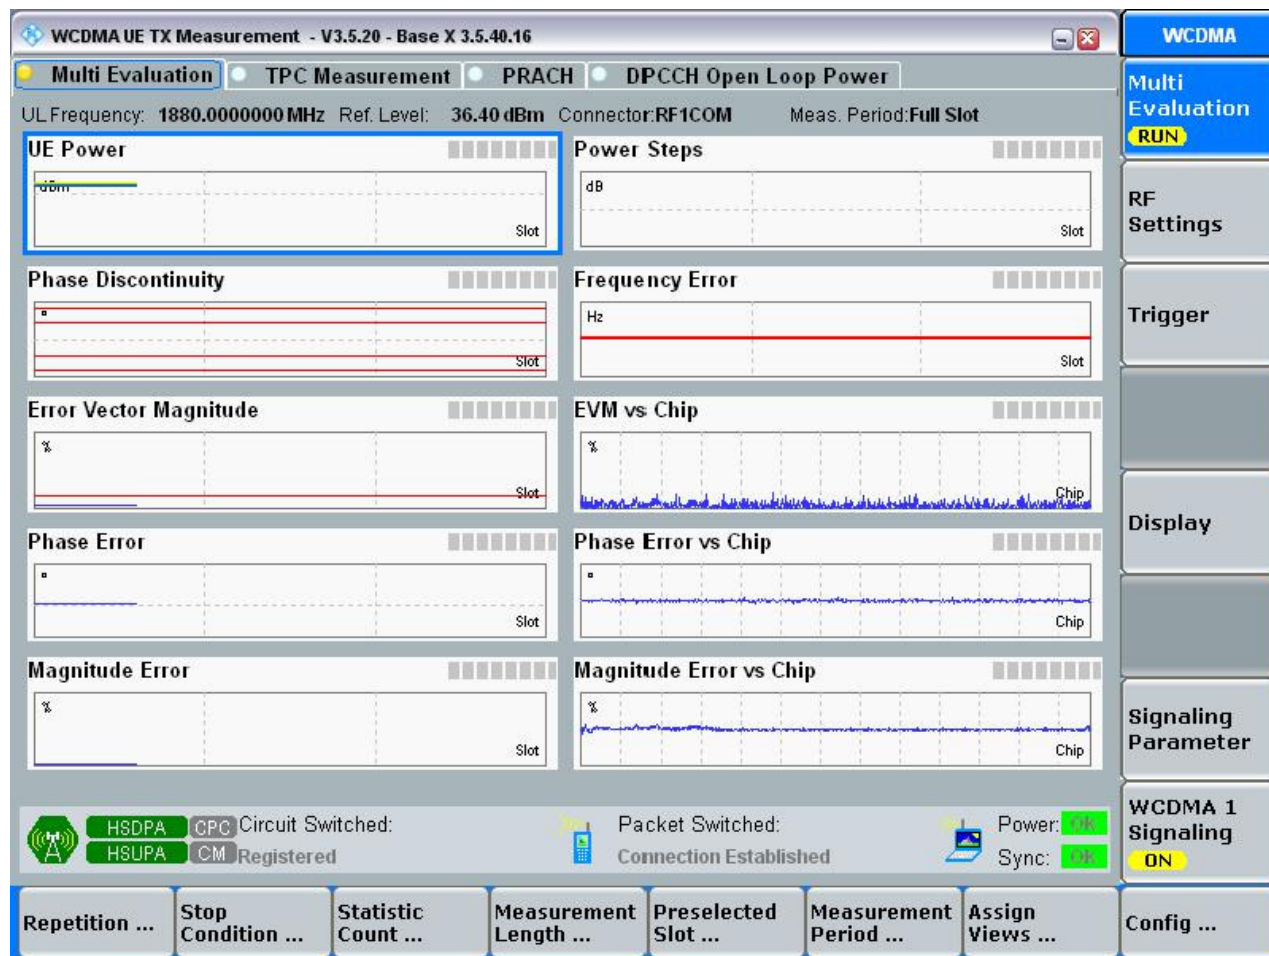 WCDMA UE TX Measurement - V3.5.20 - Base X 3.5.40.16
WCDMA
Multi Evaluation TPC Measurement PRACH DPCCH Open Loop Power
UL Frequency: 1880.0000000 MHz Ref. Level: 36.40 dBm Connector:RF1COM Meas. Period:Full Slot
UE Power
dBm
Slot
Power Steps
dB
Slot
Phase Discontinuity
°
Slot
Frequency Error
Hz
Slot
Error Vector Magnitude
%
Slot
EVM vs Chip
%
Chip
Phase Error
°
Slot
Phase Error vs Chip
°
Chip
Magnitude Error
%
Slot
Magnitude Error vs Chip
%
Chip
HSDPA CPC Circuit Switched:
HSUPA CM Registered
Packet Switched:
Connection Established
Power: OK
Sync: OK
Multi
Evaluation
RUN
RF
Settings
Trigger
Display
Signaling
Parameter
WCDMA 1
Signaling
ON
Repetition ...
Stop
Condition ...
Statistic
Count ...
Measurement
Length ...
Preselected
Slot ...
Measurement
Period ...
Assign
Views ...
Config ...